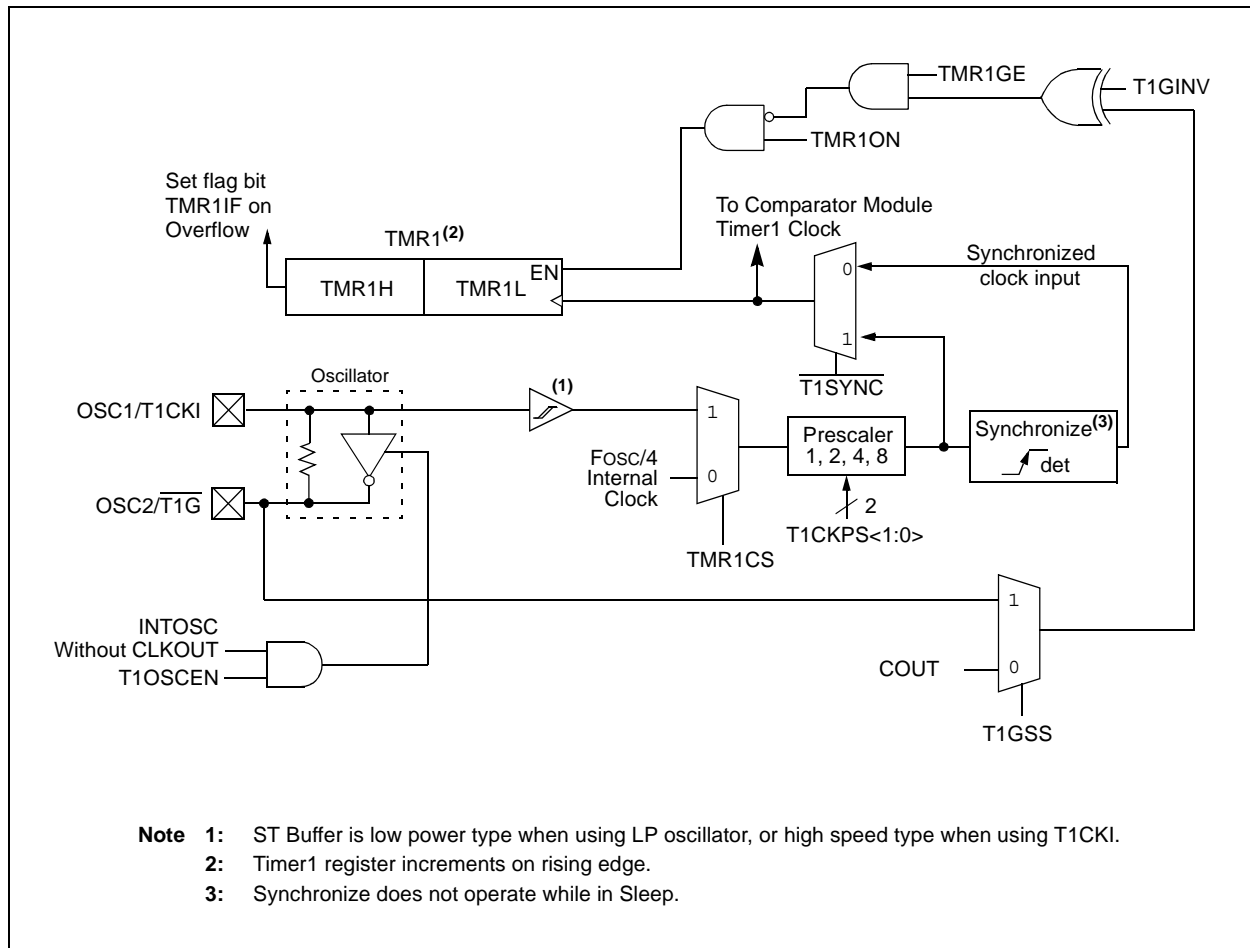 TMR1GE
T1GINV
TMR1ON
Set flag bit
TMR1IF on
Overflow
To Comparator Module
Timer1 Clock
TMR1(2)
EN
TMR1H
TMR1L
0
1
Synchronized
clock input
T1SYNC
Oscillator
(1)
OSC1/T1CKI
1
0
FOSC/4
Internal
Clock
Prescaler
1, 2, 4, 8
Synchronize(3)
det
OSC2/T1G
2
T1CKPS<1:0>
TMR1CS
INTOSC
Without CLKOUT
T1OSCEN
1
0
COUT
T1GSS
Note 1: ST Buffer is low power type when using LP oscillator, or high speed type when using T1CKI.
2: Timer1 register increments on rising edge.
3: Synchronize does not operate while in Sleep.